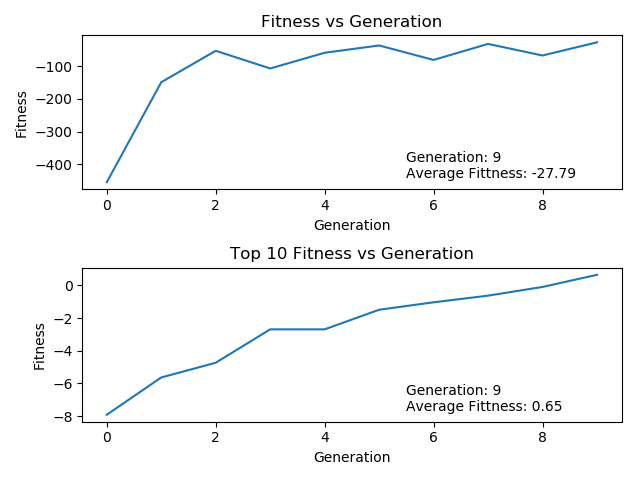 Fitness vs Generation
−100
−200
−300
−400
Fitness
Generation: 9
Average Fittness: -27.79
0 2 4 6 8
Generation
Top 10 Fitness vs Generation
0
−2
−4
−6
−8
Fitness
Generation: 9
Average Fittness: 0.65
0 2 4 6 8
Generation